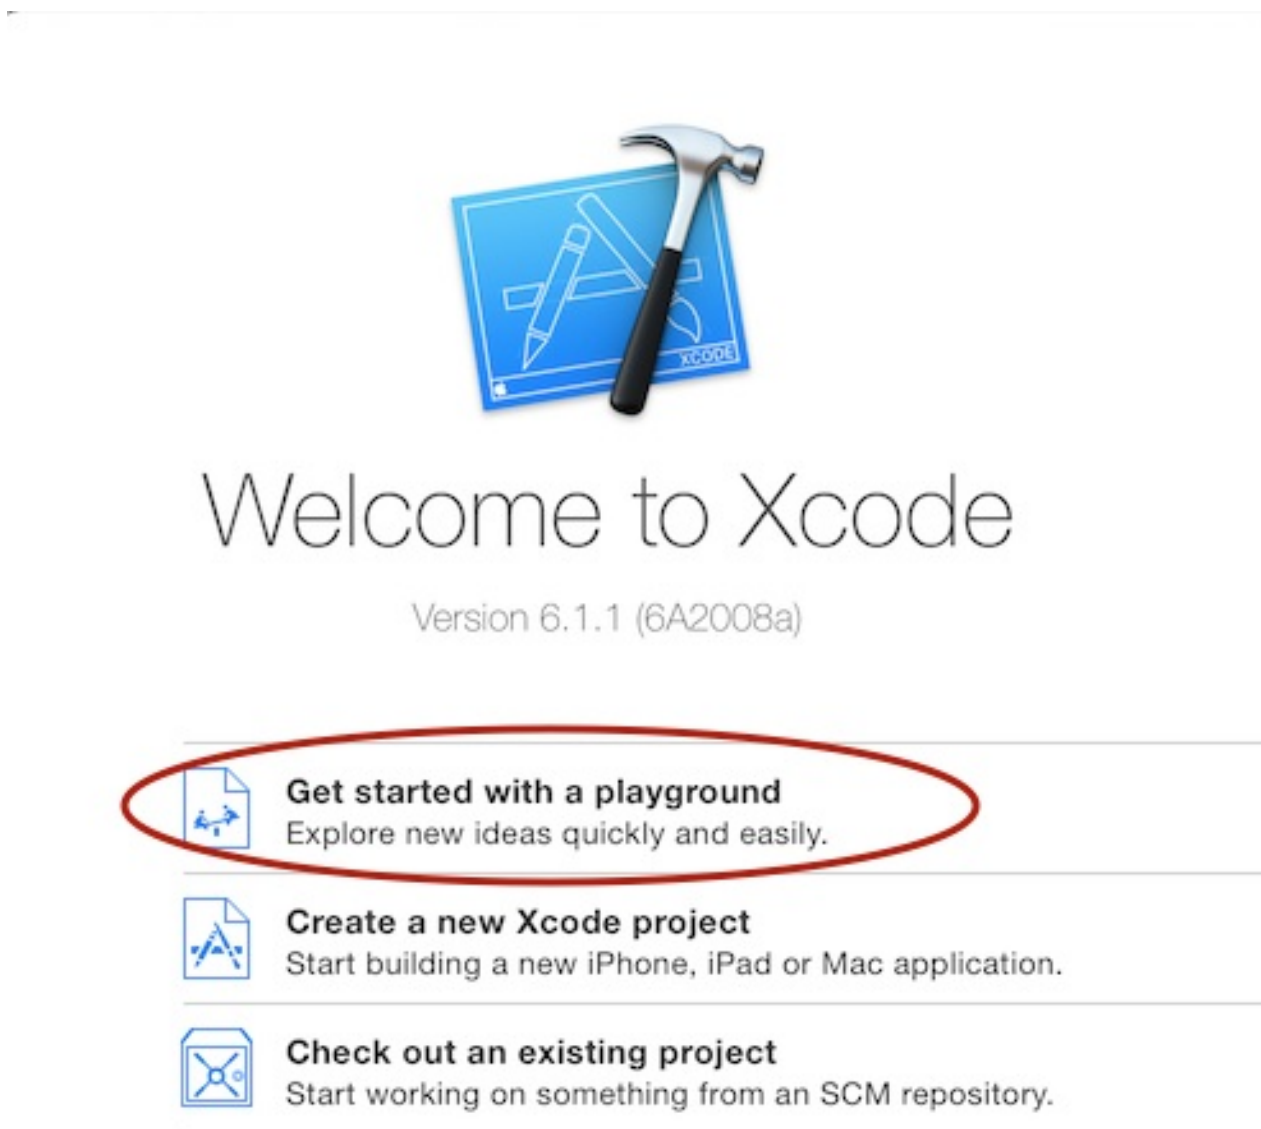 XCODE
Welcome to Xcode
Version 6.1.1 (6A2008a)
Get started with a playground
Explore new ideas quickly and easily.
Create a new Xcode project
Start building a new iPhone, iPad or Mac application.
Check out an existing project
Start working on something from an SCM repository.